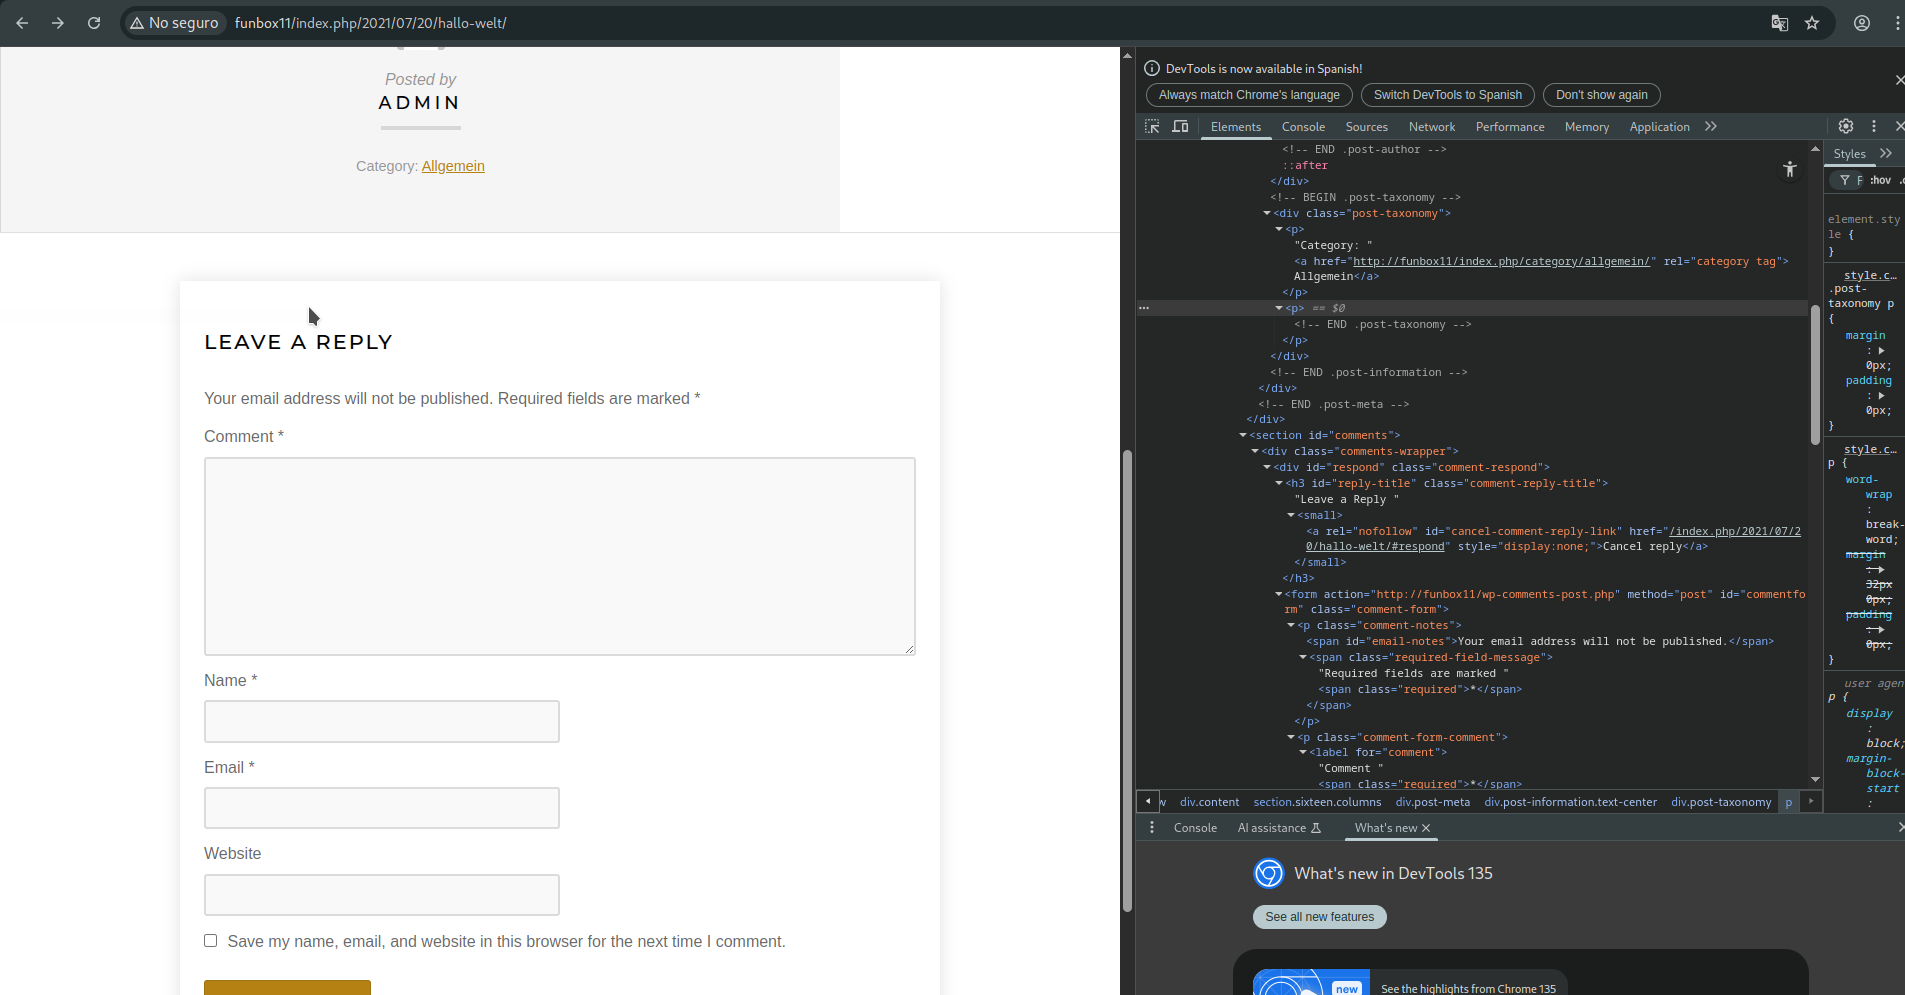 No seguro
funbox11/index.php/2021/07/20/hallo-welt/
Posted by
ADMIN
Category: Allgemein
LEAVE A REPLY
Your email address will not be published. Required fields are marked *
Comment *
Name *
Email *
Website
Save my name, email, and website in this browser for the next time I comment.
DevTools is now available in Spanish!
Always match Chrome's language
Switch DevTools to Spanish
Don't show again
Elements Console Sources Network Performance Memory Application
<!-- END .post-author -->
::after
</div>
<!-- BEGIN .post-taxonomy -->
<div class="post-taxonomy">
<p>
"Category: "
<a href="http://funbox11/index.php/category/allgemein/" rel="category tag">
Allgemein</a>
</p>
<p> == $0
<!-- END .post-taxonomy -->
</p>
</div>
<!-- END .post-information -->
</div>
<!-- END .post-meta -->
</div>
<section id="comments">
<div class="comments-wrapper">
<div id="respond" class="comment-respond">
<h3 id="reply-title" class="comment-reply-title">
"Leave a Reply "
<small>
<a rel="nofollow" id="cancel-comment-reply-link" href="/index.php/2021/07/2
0/hallo-welt/#respond" style="display:none;">Cancel reply</a>
</small>
</h3>
<form action="http://funbox11/wp-comments-post.php" method="post" id="commentfo
rm" class="comment-form">
<p class="comment-notes">
<span id="email-notes">Your email address will not be published.</span>
<span class="required-field-message">
"Required fields are marked "
<span class="required">*</span>
</span>
</p>
<p class="comment-form-comment">
<label for="comment">
"Comment "
<span class="required">*</span>
w div.content section.sixteen.columns div.post-meta div.post-information.text-center div.post-taxonomy p
Styles
F :hov .c
element.sty
le {
}
style.c…
.post-
taxonomy p
{
margin
:
0px;
padding
:
0px;
}
style.c…
p {
word-
wrap
:
break-
word;
margin
:
32px
0px;
padding
:
0px;
}
user agen
p {
display
:
block;
margin-
block-
start
:
Console AI assistance What's new
What's new in DevTools 135
See all new features
new
See the highlights from Chrome 135